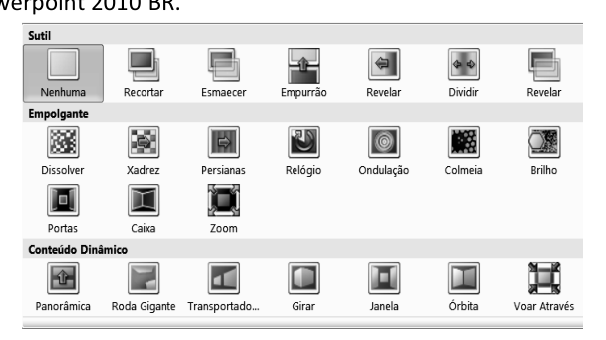 werpoint 2010 BR.
Sutil
Nenhuma Recortar Esmaecer Empurrão Revelar Dividir Revelar
Empolgante
Dissolver Xadrez Persianas Relógio Ondulação Colmeia Brilho
Portas Caixa Zoom
Conteúdo Dinâmico
Panorâmica Roda Gigante Transportado... Girar Janela Órbita Voar Através